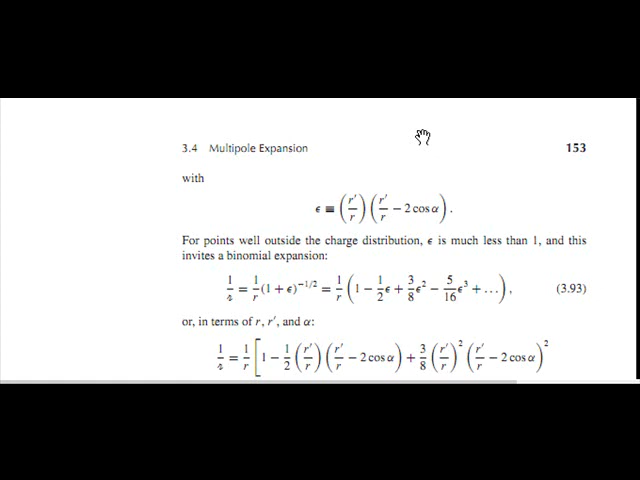 3.4 Multipole Expansion 153
with
ϵ ≡ (r′/r) (r′/r − 2 cos α).
For points well outside the charge distribution, ϵ is much less than 1, and this
invites a binomial expansion:
1/𝓇 = 1/r (1 + ϵ)^{−1/2} = 1/r (1 − 1/2 ϵ + 3/8 ϵ² − 5/16 ϵ³ + ...), (3.93)
or, in terms of r, r′, and α:
1/𝓇 = 1/r [1 − 1/2 (r′/r) (r′/r − 2 cos α) + 3/8 (r′/r)² (r′/r − 2 cos α)²